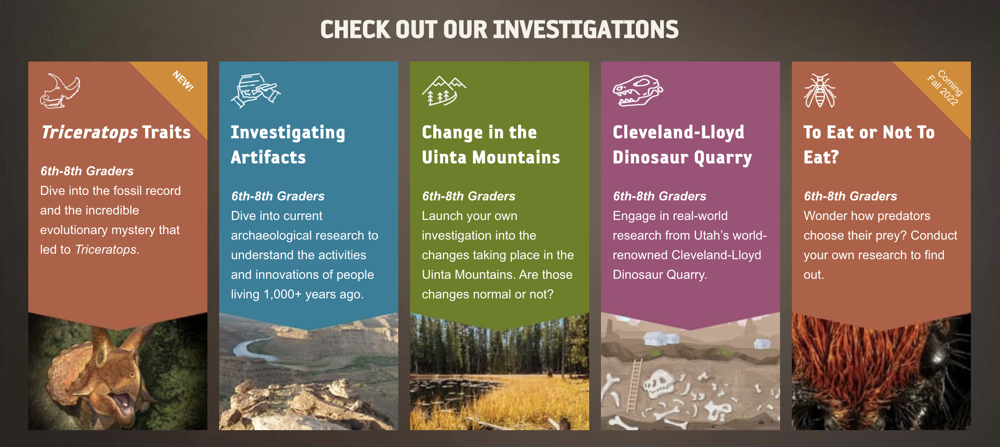 CHECK OUT OUR INVESTIGATIONS
NEW!
Triceratops Traits
6th-8th Graders
Dive into the fossil record
and the incredible
evolutionary mystery that
led to Triceratops.
Investigating
Artifacts
6th-8th Graders
Dive into current
archaeological research to
understand the activities
and innovations of people
living 1,000+ years ago.
Change in the
Uinta Mountains
6th-8th Graders
Launch your own
investigation into the
changes taking place in the
Uinta Mountains. Are those
changes normal or not?
Cleveland-Lloyd
Dinosaur Quarry
6th-8th Graders
Engage in real-world
research from Utah’s world-
renowned Cleveland-Lloyd
Dinosaur Quarry.
Coming
Fall 2022
To Eat or Not To
Eat?
6th-8th Graders
Wonder how predators
choose their prey? Conduct
your own research to find
out.